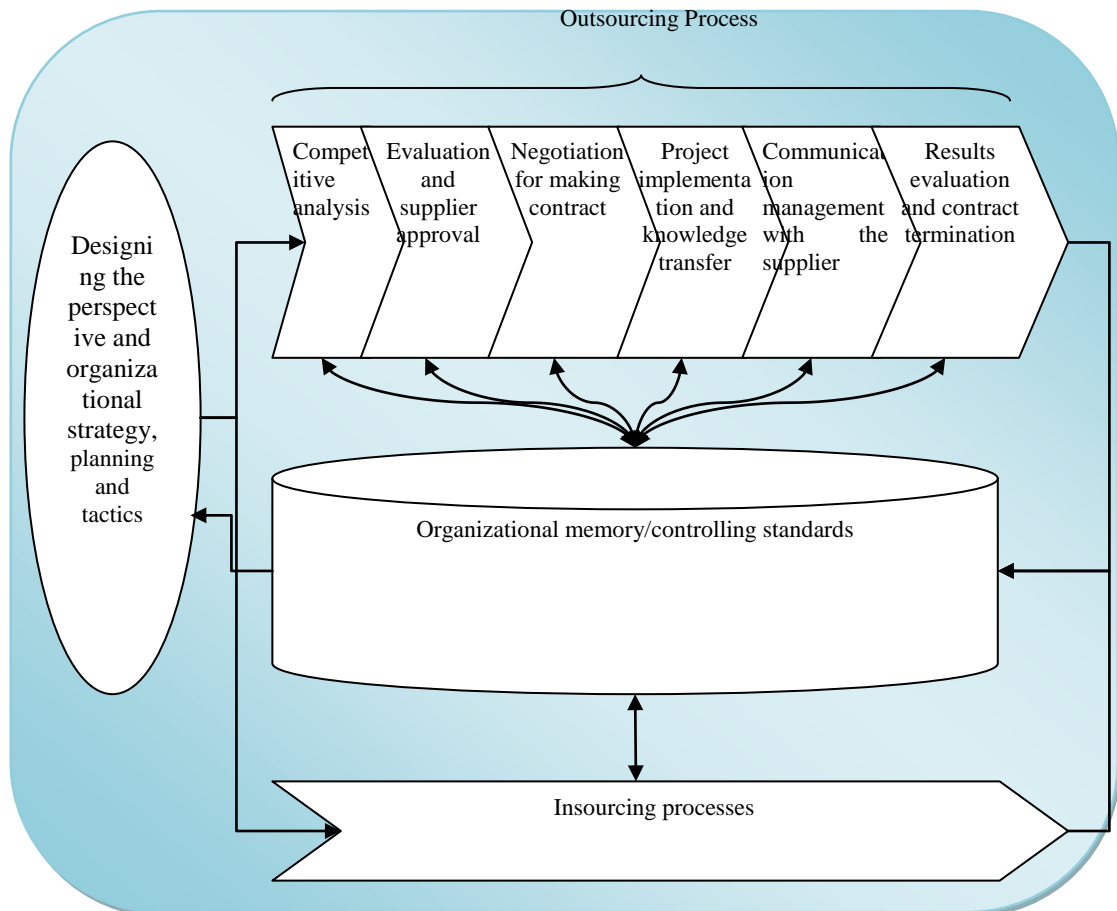 Outsourcing Process
Compet
itive
analysis
Evaluation
and
supplier
approval
Negotiation
for making
contract
Project
implementa
tion and
knowledge
transfer
Communicat
ion
management
with the
supplier
Results
evaluation
and contract
termination
Designi
ng the
perspect
ive and
organiza
tional
strategy,
planning
and
tactics
Organizational memory/controlling standards
Insourcing processes